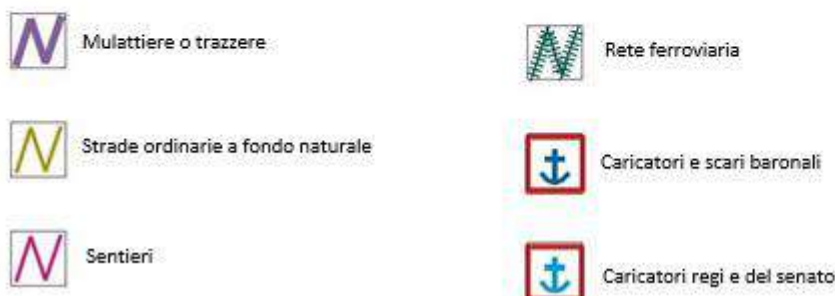 Mulattiere o trazzere
Strade ordinarie a fondo naturale
Sentieri
Rete ferroviaria
Caricatori e scari baronali
Caricatori regi e del senato